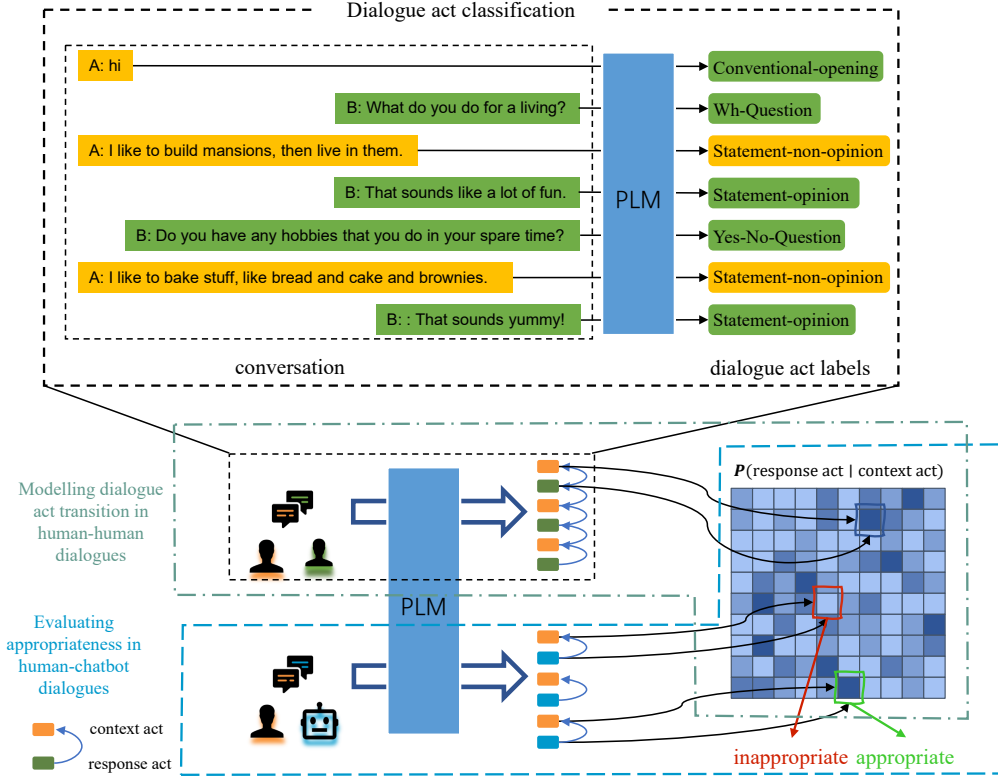 Dialogue act classification
A: hi
Conventional-opening
B: What do you do for a living?
Wh-Question
A: I like to build mansions, then live in them.
Statement-non-opinion
B: That sounds like a lot of fun.
Statement-opinion
PLM
B: Do you have any hobbies that you do in your spare time?
Yes-No-Question
A: I like to bake stuff, like bread and cake and brownies.
Statement-non-opinion
B: : That sounds yummy!
Statement-opinion
conversation
dialogue act labels
Modelling dialogue
act transition in
human-human
dialogues
P(response act | context act)
PLM
Evaluating
appropriateness in
human-chatbot
dialogues
context act
response act
inappropriate
appropriate